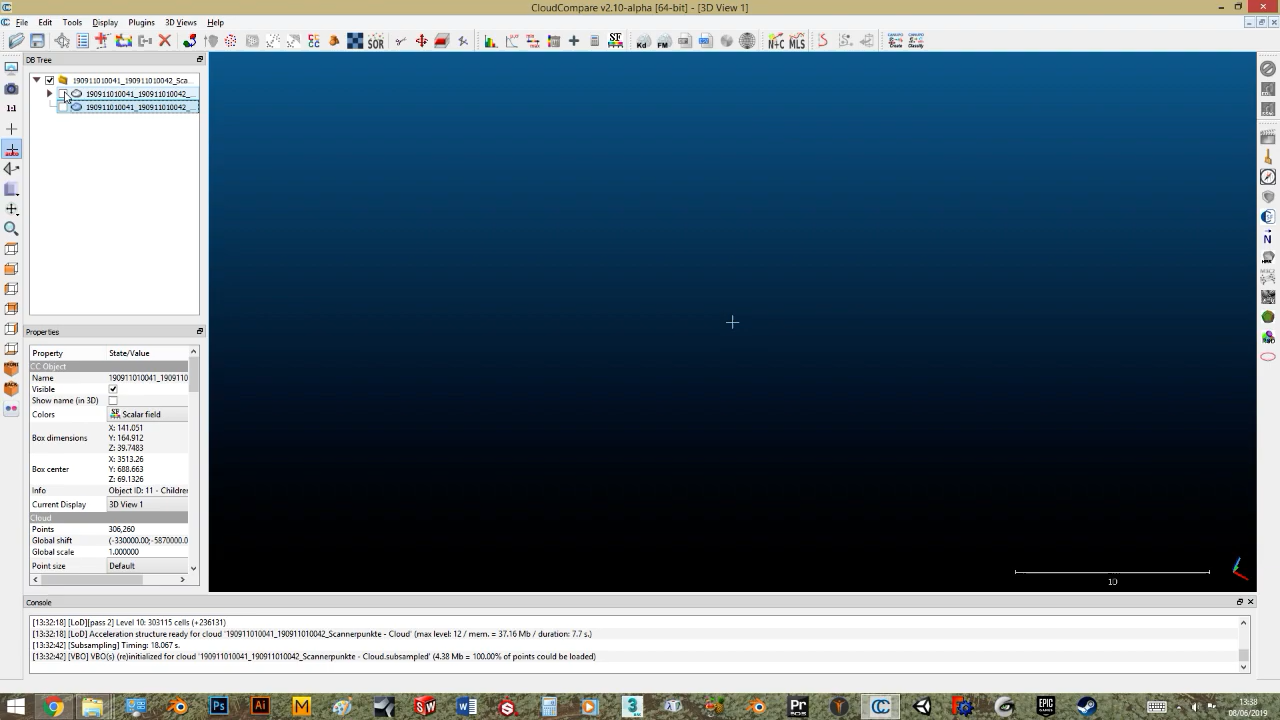 CloudCompare v2.10-alpha [64-bit] - [3D View 1]
File Edit Tools Display Plugins 3D Views Help
DB Tree
190911010041_190911010042_Sca...
190911010041_190911010042_...
190911010041_190911010042_...
Properties
Property State/Value
CC Object
Name 190911010041_190911O
Visible
Show name (in 3D)
Colors Scalar field
Box dimensions X: 141.051
Y: 164.912
Z: 39.7483
Box center X: 3513.26
Y: 688.663
Z: 69.1326
Info Object ID: 11 - Children
Current Display 3D View 1
Cloud
Points 306,260
Global shift (-330000.00;-5870000.0
Global scale 1.000000
Point size Default
10
Console
[13:32:18] [LoD][pass 2] Level 10: 303115 cells (+236131)
[13:32:18] [LoD] Acceleration structure ready for cloud '190911010041_190911010042_Scannerpunkte - Cloud' (max level: 12 / mem. = 37.16 Mb / duration: 7.7 s.)
[13:32:42] [Subsampling] Timing: 18.067 s.
[13:32:42] [VBO] VBO(s) (re)initialized for cloud '190911010041_190911010042_Scannerpunkte - Cloud.subsampled' (4.38 Mb = 100.00% of points could be loaded)
13:38
08/06/2019